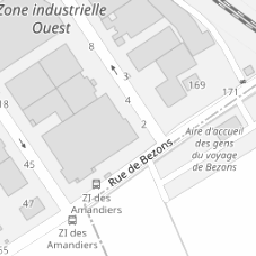 Zone industrielle
Ouest
8
3
4
169
171
18
2
Aire d'accueil
des gens
du voyage
de Bezons
Rue de Bezons
45
ZI des
Amandiers
47
ZI des
Amandiers